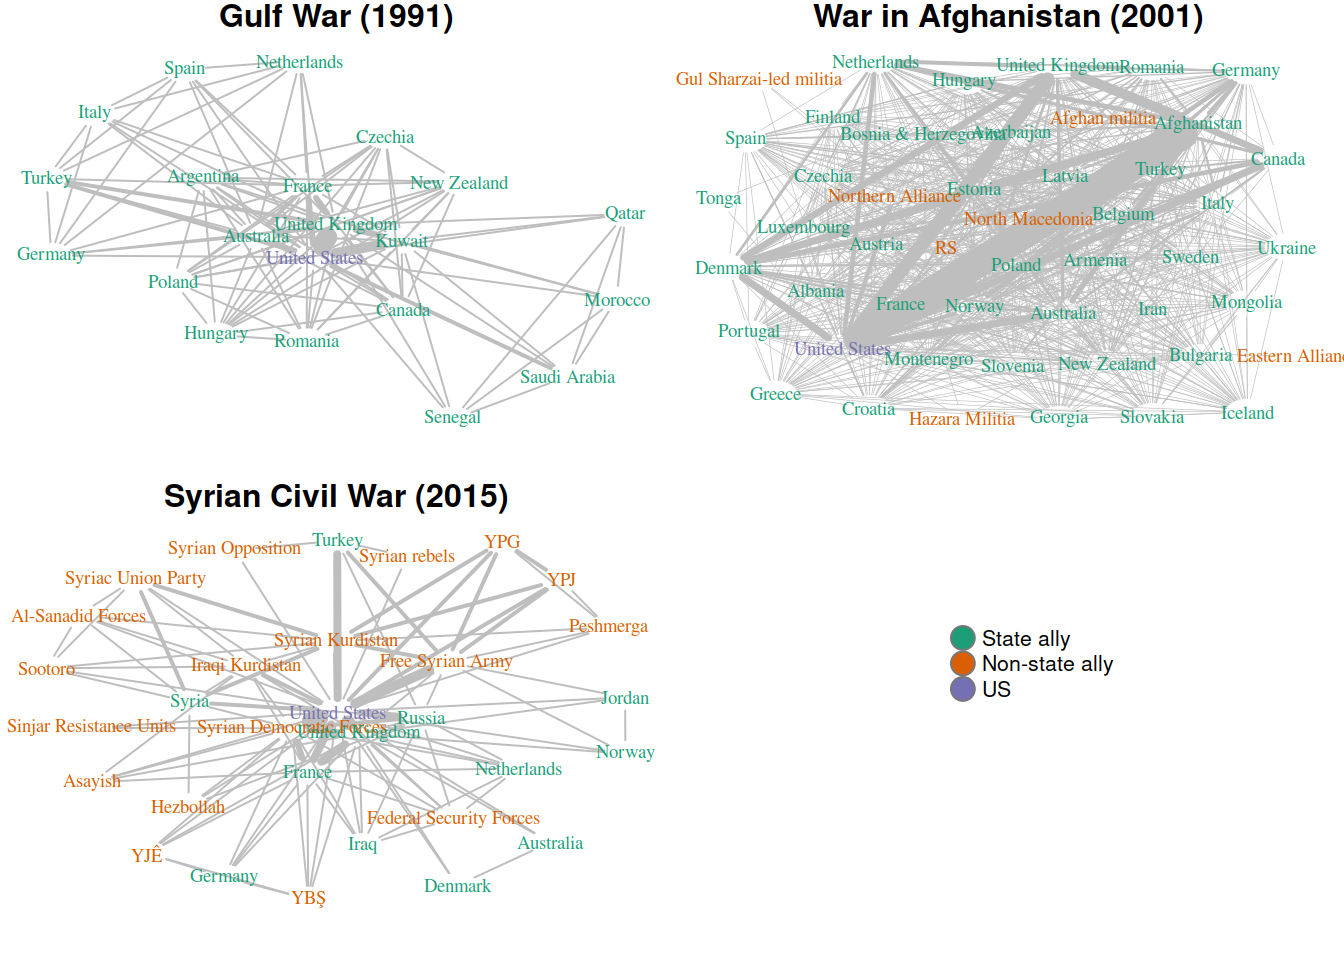 Gulf War (1991)
Spain
Netherlands
Italy
Czechia
Turkey
Argentina
France
New Zealand
Qatar
United Kingdom
Australia
Kuwait
Germany
United States
Poland
Morocco
Canada
Hungary
Romania
Saudi Arabia
Senegal
War in Afghanistan (2001)
Netherlands
United Kingdom
Romania
Germany
Gul Sharzai-led militia
Hungary
Finland
Afghan militia
Afghanistan
Spain
Bosnia & Herzegovina
Azerbaijan
Canada
Czechia
Latvia
Turkey
Tonga
Northern Alliance
Estonia
Italy
Luxembourg
North Macedonia
Belgium
Austria
RS
Ukraine
Denmark
Poland
Armenia
Sweden
Albania
France
Norway
Australia
Iran
Mongolia
Portugal
United States
Montenegro
Slovenia
New Zealand
Bulgaria
Eastern Allianc
Greece
Croatia
Hazara Militia
Georgia
Slovakia
Iceland
Syrian Civil War (2015)
Syrian Opposition
Turkey
Syrian rebels
YPG
Syriac Union Party
YPJ
Al-Sanadid Forces
Peshmerga
Syrian Kurdistan
Sootoro
Iraqi Kurdistan
Free Syrian Army
Syria
Jordan
United States
Russia
Sinjar Resistance Units
Syrian Democratic Forces
United Kingdom
Norway
France
Netherlands
Asayish
Hezbollah
Federal Security Forces
YJÊ
Iraq
Australia
Germany
Denmark
YBŞ
State ally
Non-state ally
US